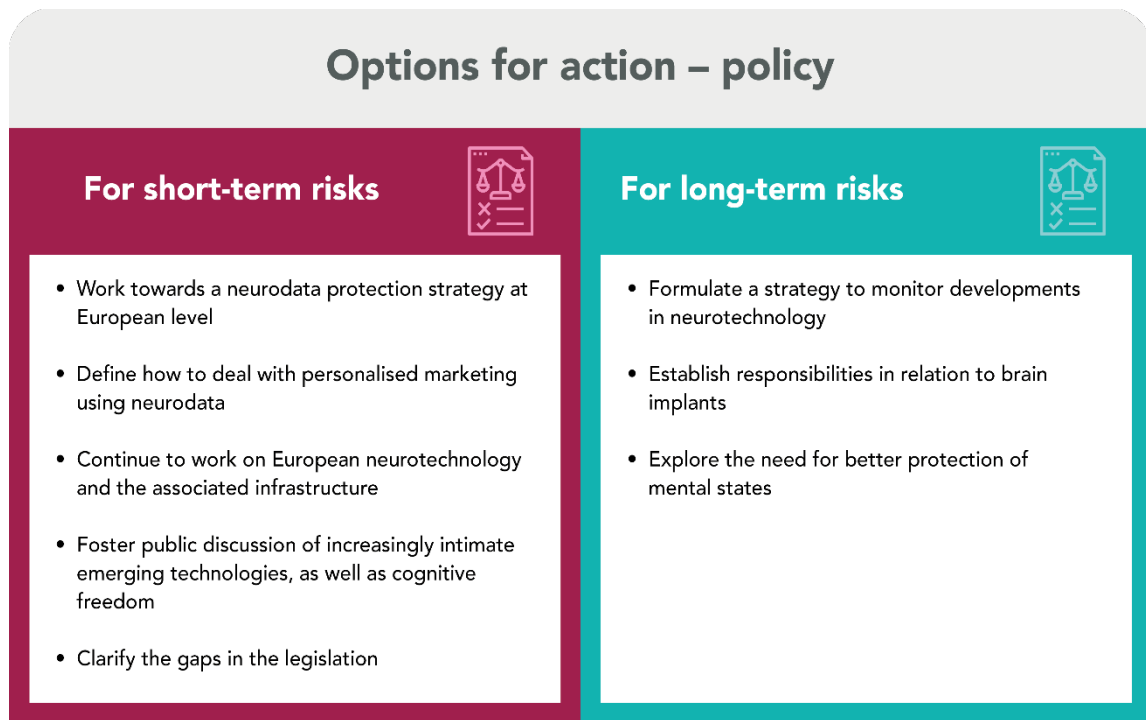 Options for action – policy
For short-term risks
• Work towards a neurodata protection strategy at
European level
• Define how to deal with personalised marketing
using neurodata
• Continue to work on European neurotechnology
and the associated infrastructure
• Foster public discussion of increasingly intimate
emerging technologies, as well as cognitive
freedom
• Clarify the gaps in the legislation
For long-term risks
• Formulate a strategy to monitor developments
in neurotechnology
• Establish responsibilities in relation to brain
implants
• Explore the need for better protection of
mental states